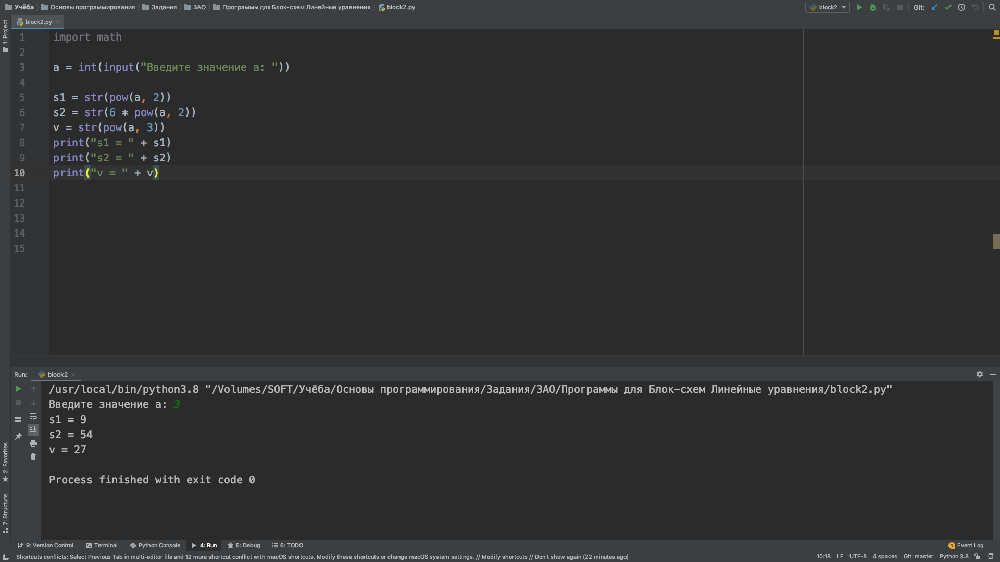 Учёба Основы программирования Задания ЗАО Программы для Блок-схем Линейные уравнения block2.py block2 Git:
block2.py
1: Project
1 import math
2
3 a = int(input("Введите значение a: "))
4
5 s1 = str(pow(a, 2))
6 s2 = str(6 * pow(a, 2))
7 v = str(pow(a, 3))
8 print("s1 = " + s1)
9 print("s2 = " + s2)
10 print("v = " + v)
11
12
13
14
15
Run: block2
/usr/local/bin/python3.8 "/Volumes/SOFT/Учёба/Основы программирования/Задания/ЗАО/Программы для Блок-схем Линейные уравнения/block2.py"
Введите значение a: 3
s1 = 9
s2 = 54
v = 27
Process finished with exit code 0
2: Favorites
7: Structure
9: Version Control Terminal Python Console 4: Run 5: Debug 6: TODO 1 Event Log
Shortcuts conflicts: Select Previous Tab in multi-editor file and 12 more shortcut conflict with macOS shortcuts. Modify these shortcuts or change macOS system settings. // Modify shortcuts // Don't show again (22 minutes ago) 10:18 LF UTF-8 4 spaces Git: master Python 3.8